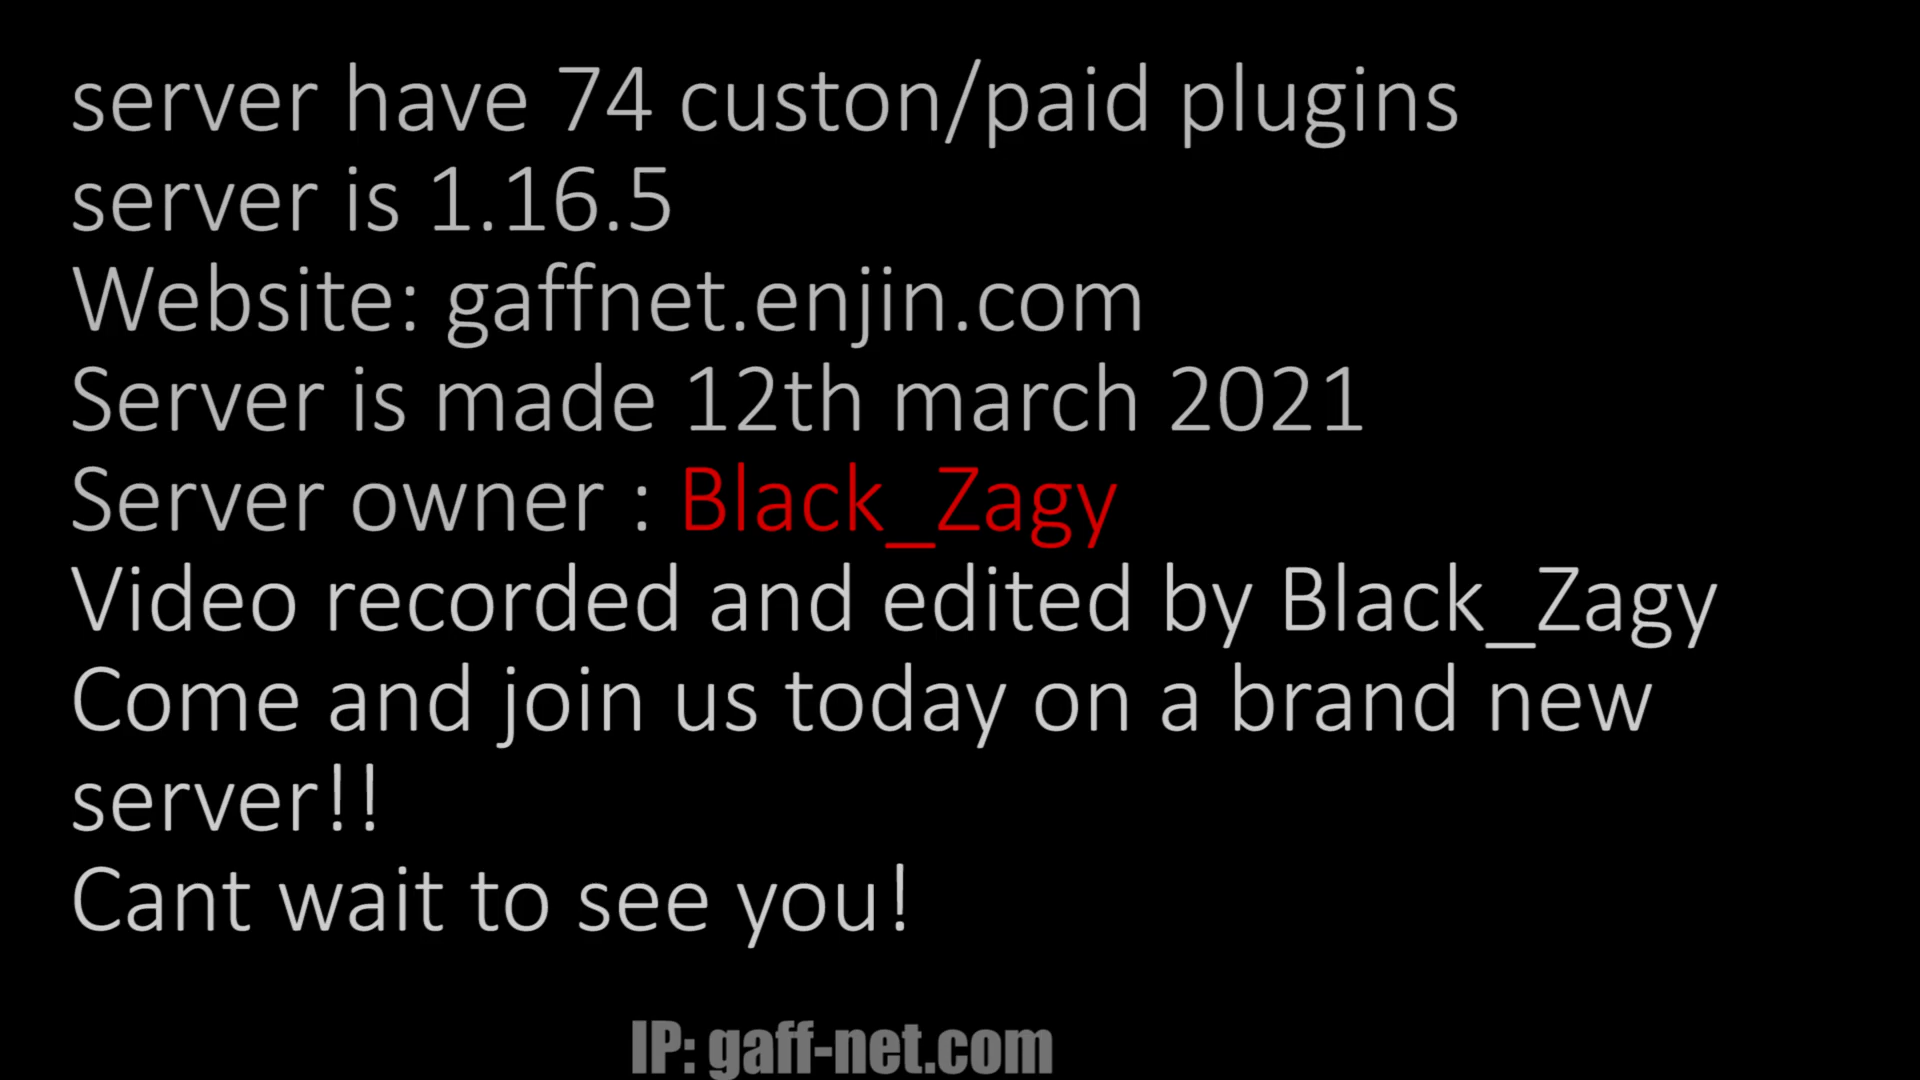 server have 74 custon/paid plugins
server is 1.16.5
Website: gaffnet.enjin.com
Server is made 12th march 2021
Server owner : Black_Zagy
Video recorded and edited by Black_Zagy
Come and join us today on a brand new
server!!
Cant wait to see you!
IP: gaff-net.com